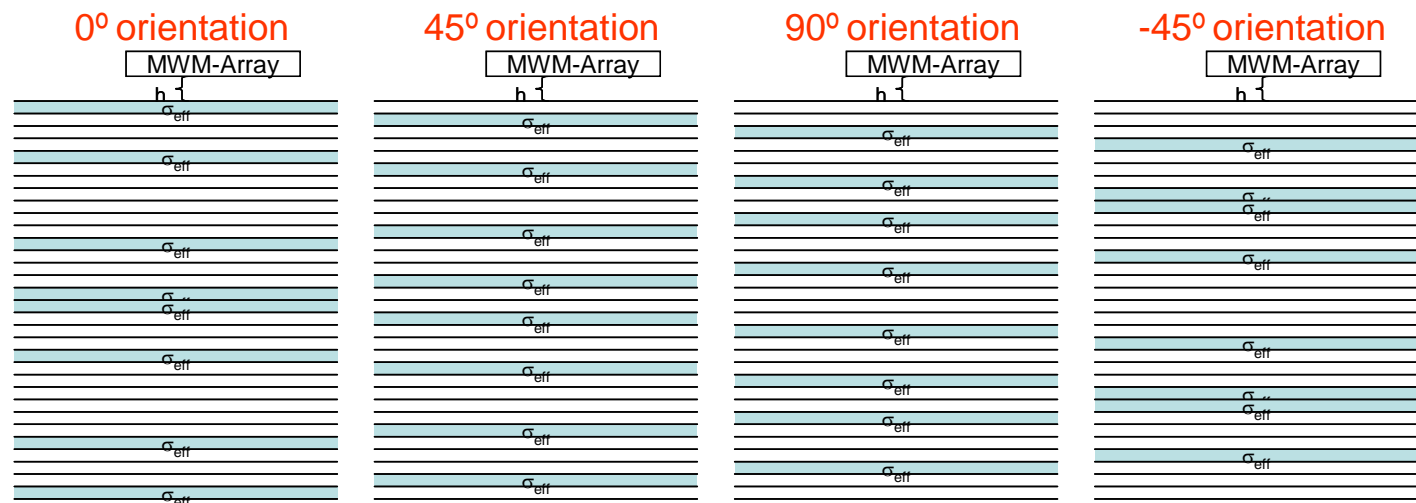 0º orientation
MWM-Array
h
σeff
σeff
σeff
σ
σeff
σeff
σeff
σeff
45º orientation
MWM-Array
h
σeff
σeff
σeff
σeff
σeff
σeff
σeff
σeff
90º orientation
MWM-Array
h
σeff
σeff
σeff
σeff
σeff
σeff
σeff
σeff
-45º orientation
MWM-Array
h
σeff
σ
σeff
σeff
σeff
σ
σeff
σeff